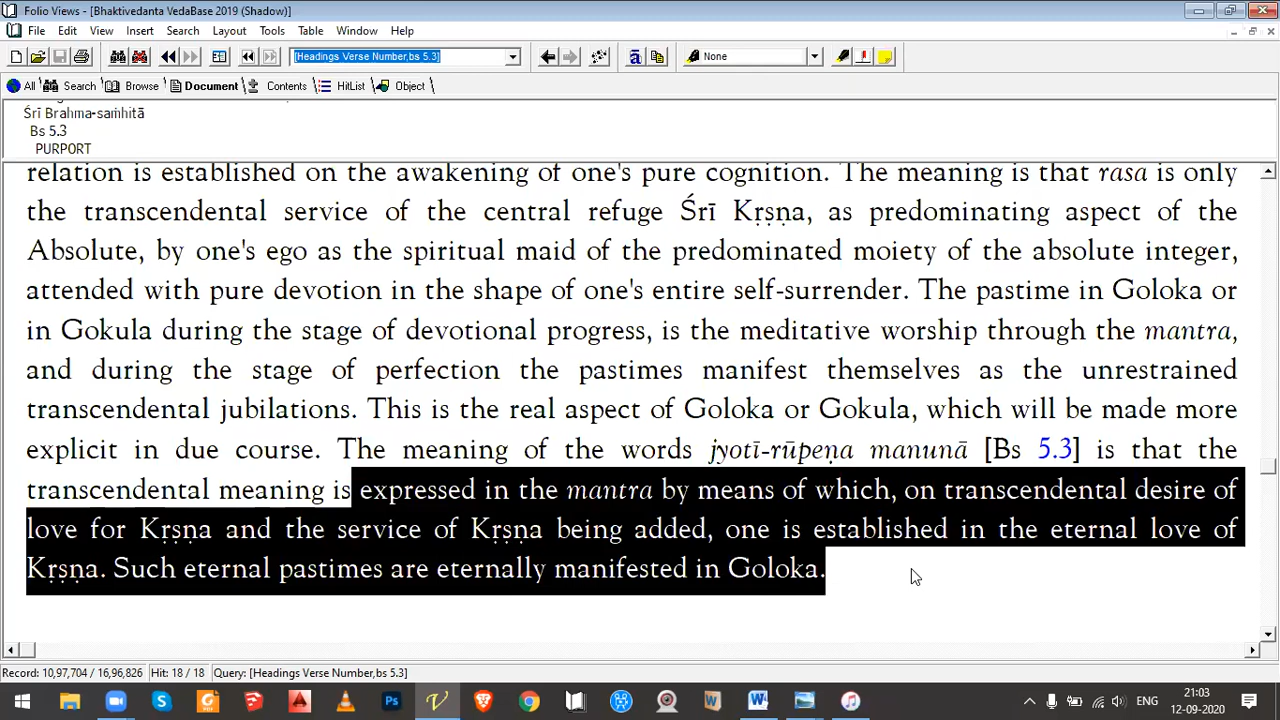 Folio Views - [Bhaktivedanta VedaBase 2019 (Shadow)]
File Edit View Insert Search Layout Tools Table Window Help
[Headings Verse Number,bs 5.3] None
All Search Browse Document Contents HitList Object
Śrī Brahma-saṁhitā
Bs 5.3
PURPORT
relation is established on the awakening of one's pure cognition. The meaning is that rasa is only
the transcendental service of the central refuge Śrī Kṛṣṇa, as predominating aspect of the
Absolute, by one's ego as the spiritual maid of the predominated moiety of the absolute integer,
attended with pure devotion in the shape of one's entire self-surrender. The pastime in Goloka or
in Gokula during the stage of devotional progress, is the meditative worship through the mantra,
and during the stage of perfection the pastimes manifest themselves as the unrestrained
transcendental jubilations. This is the real aspect of Goloka or Gokula, which will be made more
explicit in due course. The meaning of the words jyotī-rūpeṇa manunā [Bs 5.3] is that the
transcendental meaning is expressed in the mantra by means of which, on transcendental desire of
love for Kṛṣṇa and the service of Kṛṣṇa being added, one is established in the eternal love of
Kṛṣṇa. Such eternal pastimes are eternally manifested in Goloka.
Record: 10,97,704 / 16,96,826 Hit: 18 / 18 Query: [Headings Verse Number,bs 5.3]
ENG 21:03
12-09-2020